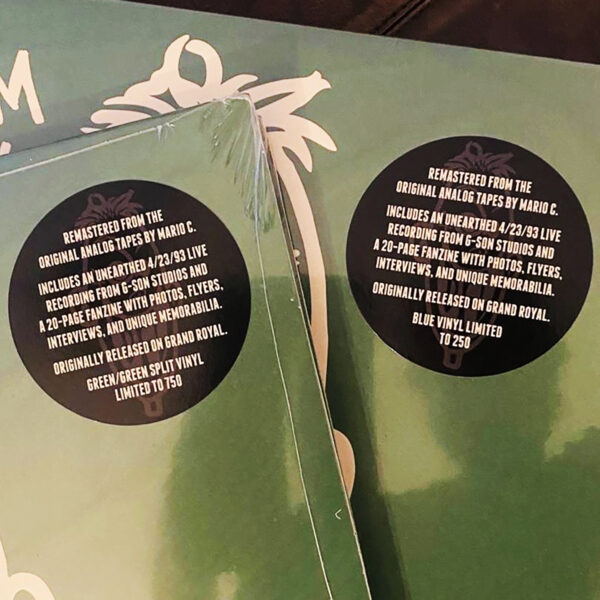 M
REMASTERED FROM THE
ORIGINAL ANALOG TAPES BY MARIO C.
INCLUDES AN UNEARTHED 4/23/93 LIVE
RECORDING FROM G-SON STUDIOS AND
A 20-PAGE FANZINE WITH PHOTOS, FLYERS,
INTERVIEWS, AND UNIQUE MEMORABILIA.
ORIGINALLY RELEASED ON GRAND ROYAL.
GREEN/GREEN SPLIT VINYL
LIMITED TO 750
REMASTERED FROM THE
ORIGINAL ANALOG TAPES BY MARIO C.
INCLUDES AN UNEARTHED 4/23/93 LIVE
RECORDING FROM G-SON STUDIOS AND
A 20-PAGE FANZINE WITH PHOTOS, FLYERS,
INTERVIEWS, AND UNIQUE MEMORABILIA.
ORIGINALLY RELEASED ON GRAND ROYAL.
BLUE VINYL LIMITED
TO 250